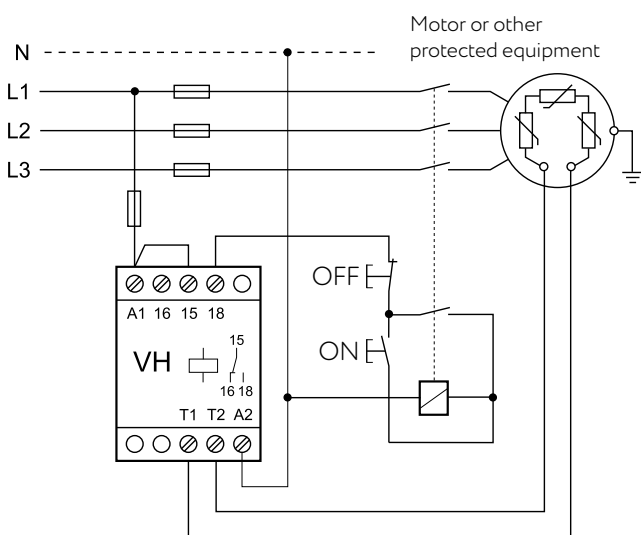 Motor or other
protected equipment
N
L1
L2
L3
OFF
A1 16 15 18
ON
VH
15
16 18
T1 T2 A2